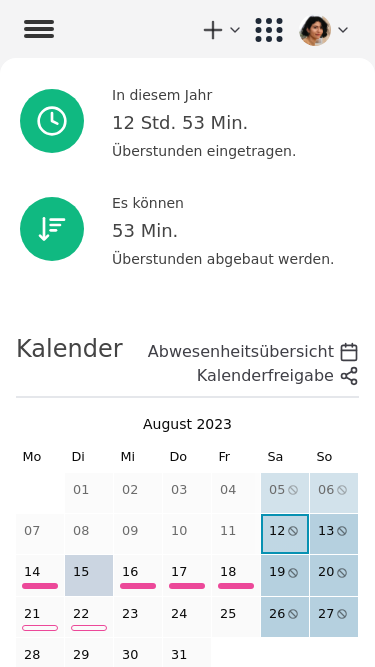 In diesem Jahr
12 Std. 53 Min.
Überstunden eingetragen.
Es können
53 Min.
Überstunden abgebaut werden.
Kalender
Abwesenheitsübersicht
Kalenderfreigabe
August 2023
Mo Di Mi Do Fr Sa So
01 02 03 04 05 06
07 08 09 10 11 12 13
14 15 16 17 18 19 20
21 22 23 24 25 26 27
28 29 30 31